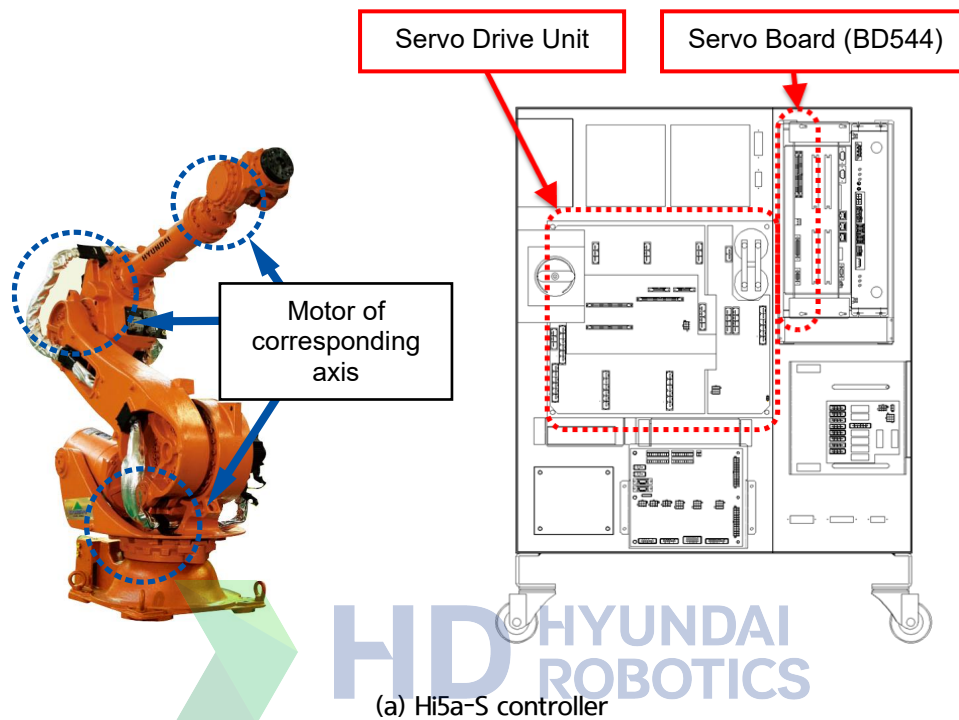 Servo Drive Unit
Servo Board (BD544)
HYUNDAI
Motor of
corresponding
axis
HD HYUNDAI
ROBOTICS
(a) Hi5a-S controller